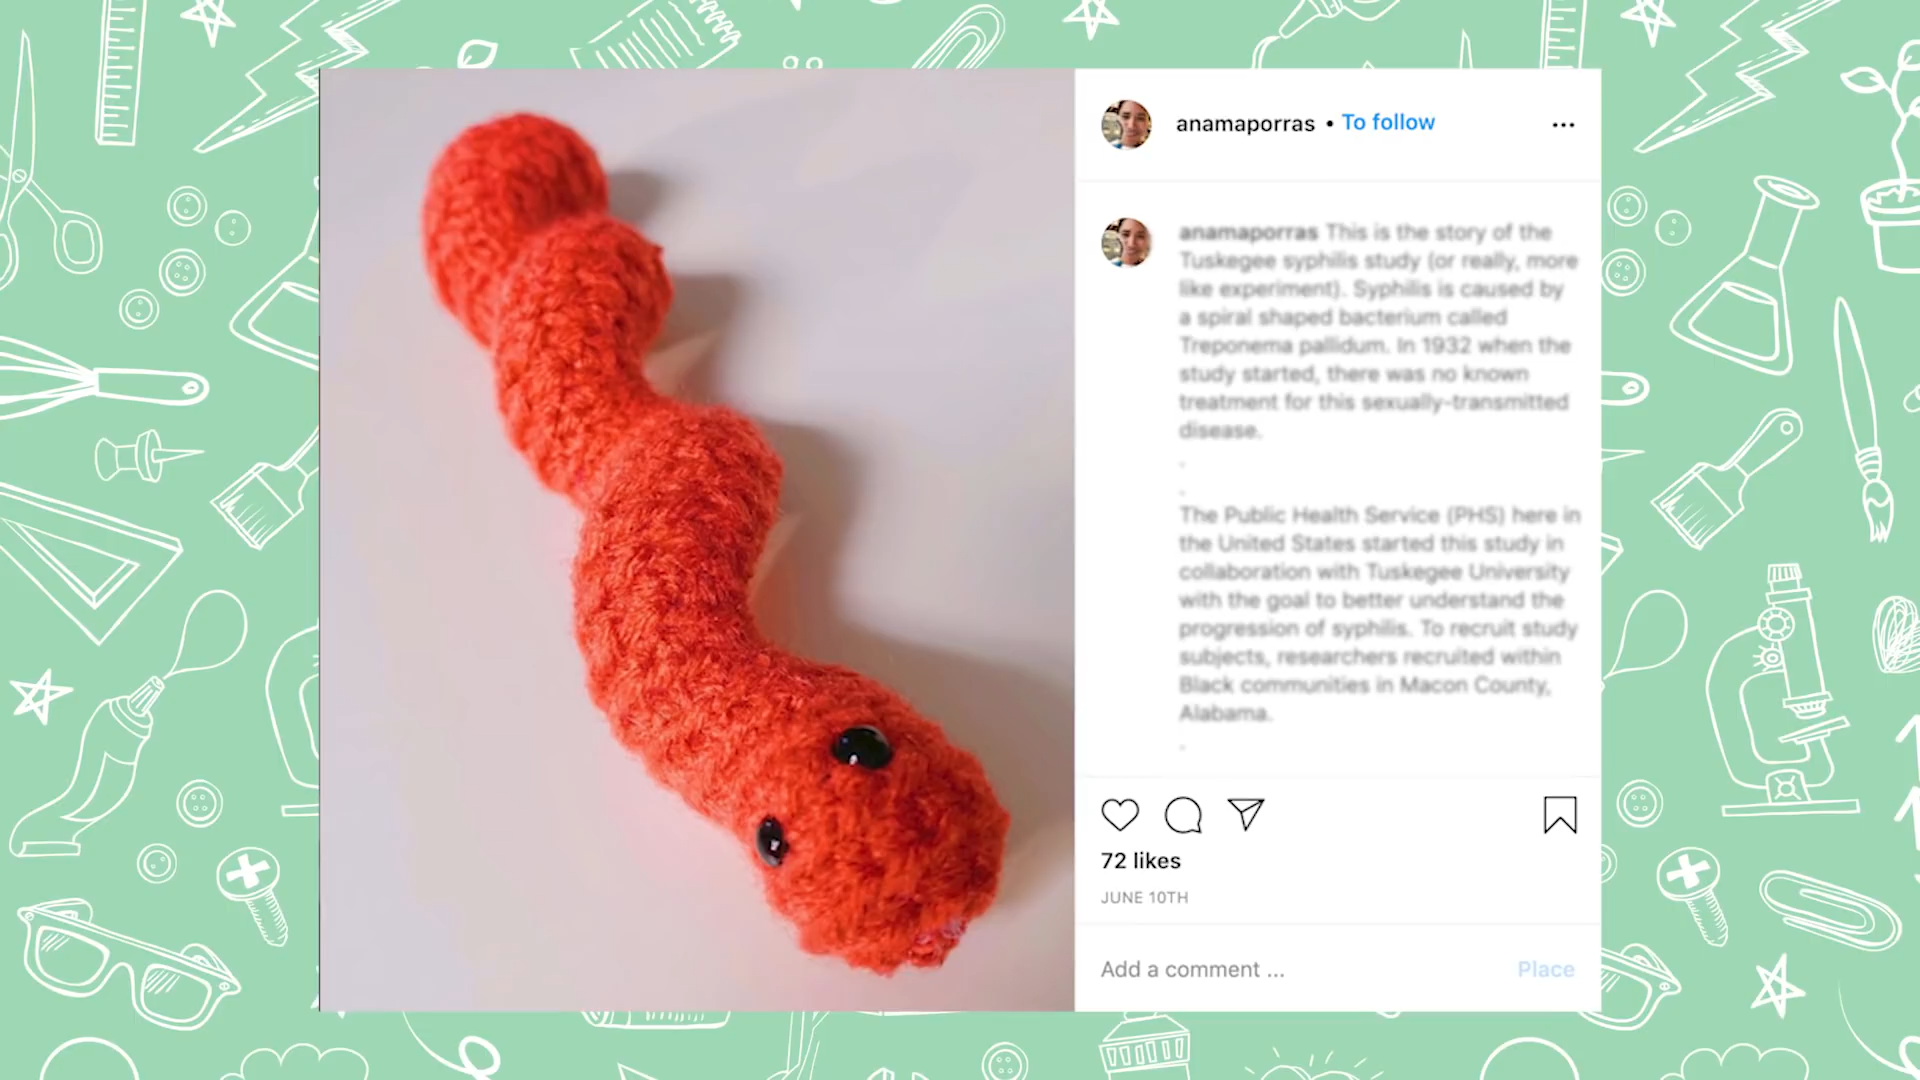 anamaporras • To follow
anamaporras This is the story of the
Tuskegee syphilis study (or really, more
like experiment). Syphilis is caused by
a spiral shaped bacterium called
Treponema pallidum. In 1932 when the
study started, there was no known
treatment for this sexually-transmitted
disease.
.
.
The Public Health Service (PHS) here in
the United States started this study in
collaboration with Tuskegee University
with the goal to better understand the
progression of syphilis. To recruit study
subjects, researchers recruited within
Black communities in Macon County,
Alabama.
.
72 likes
JUNE 10TH
Add a comment ... Place